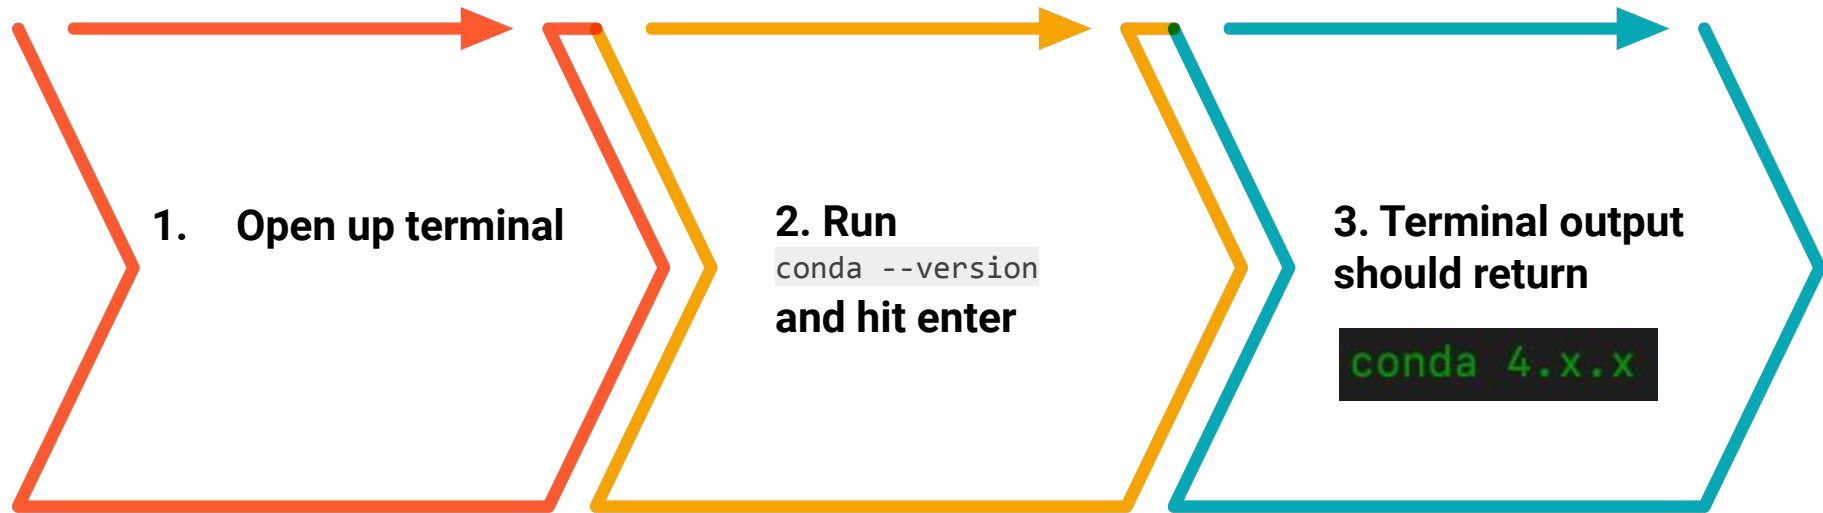 1. Open up terminal
2. Run
conda --version
and hit enter
3. Terminal output
should return
conda 4.x.x